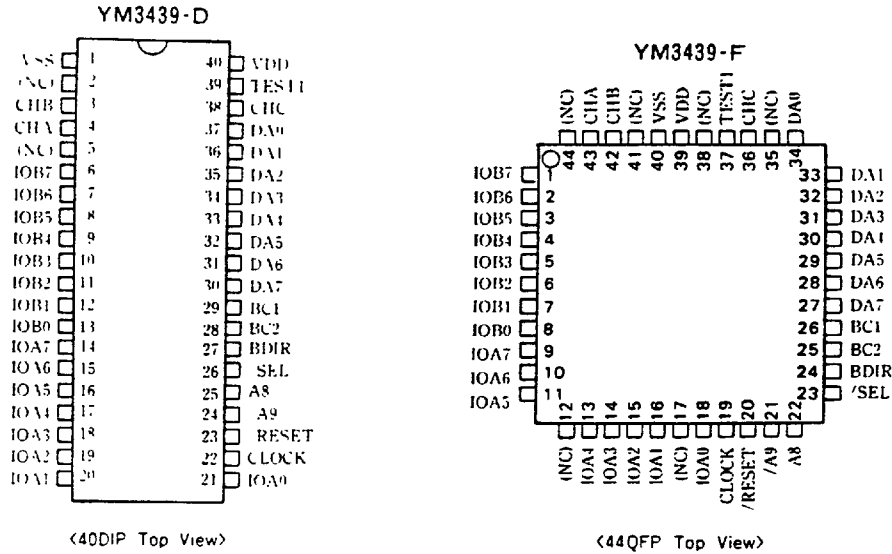 YM3439-D
VSS 1 40 VDD
(NC) 2 39 TEST1
CHB 3 38 CHC
CHA 4 37 DA0
(NC) 5 36 DA1
IOB7 6 35 DA2
IOB6 7 34 DA3
IOB5 8 33 DA4
IOB4 9 32 DA5
IOB3 10 31 DA6
IOB2 11 30 DA7
IOB1 12 29 BC1
IOB0 13 28 BC2
IOA7 14 27 BDIR
IOA6 15 26 SEL
IOA5 16 25 A8
IOA4 17 24 A9
IOA3 18 23 RESET
IOA2 19 22 CLOCK
IOA1 20 21 IOA0
<40DIP Top View>
YM3439-F
(NC) CHA CHB (NC) VSS VDD (NC) TEST1 CHC (NC) DA0
44 43 42 41 40 39 38 37 36 35 34
IOB7 1 33 DA1
IOB6 2 32 DA2
IOB5 3 31 DA3
IOB4 4 30 DA4
IOB3 5 29 DA5
IOB2 6 28 DA6
IOB1 7 27 DA7
IOB0 8 26 BC1
IOA7 9 25 BC2
IOA6 10 24 BDIR
IOA5 11 23 /SEL
12 13 14 15 16 17 18 19 20 21 22
(NC) IOA4 IOA3 IOA2 IOA1 (NC) IOA0 CLOCK /RESET /A9 A8
<44QFP Top View>